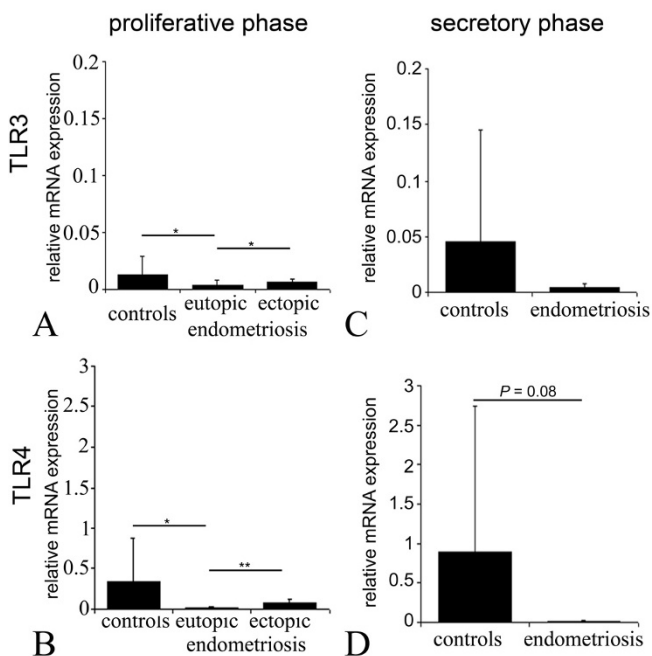 proliferative phase
secretory phase
TLR3
relative mRNA expression
0.2
0.15
0.1
0.05
0
*
*
controls
eutopic
ectopic
endometriosis
A
relative mRNA expression
0.2
0.15
0.1
0.05
0
controls
endometriosis
C
TLR4
relative mRNA expression
3
2.5
2
1.5
1
0.5
0
*
**
controls
eutopic
ectopic
endometriosis
B
relative mRNA expression
3
2.5
2
1.5
1
0.5
0
P = 0.08
controls
endometriosis
D